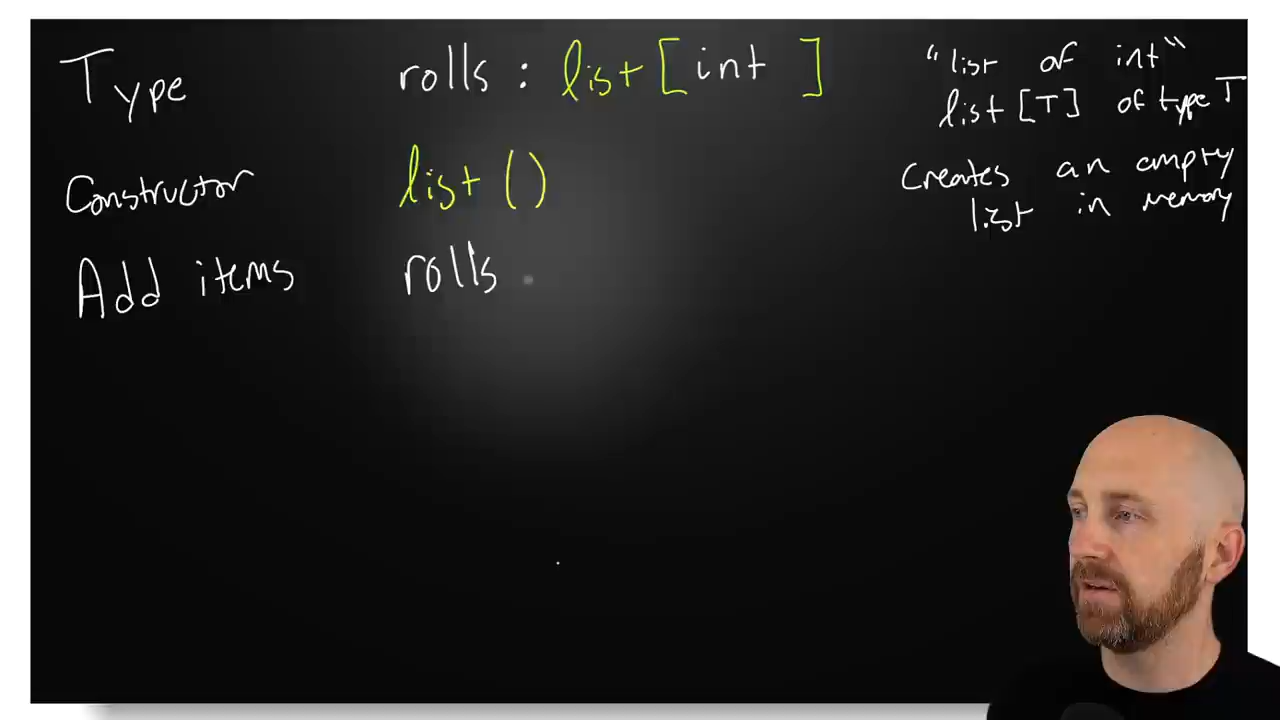 Type rolls : list[int ] "list of int"
list[T] of type T
Constructor list() creates an empty
list in memory
Add items rolls